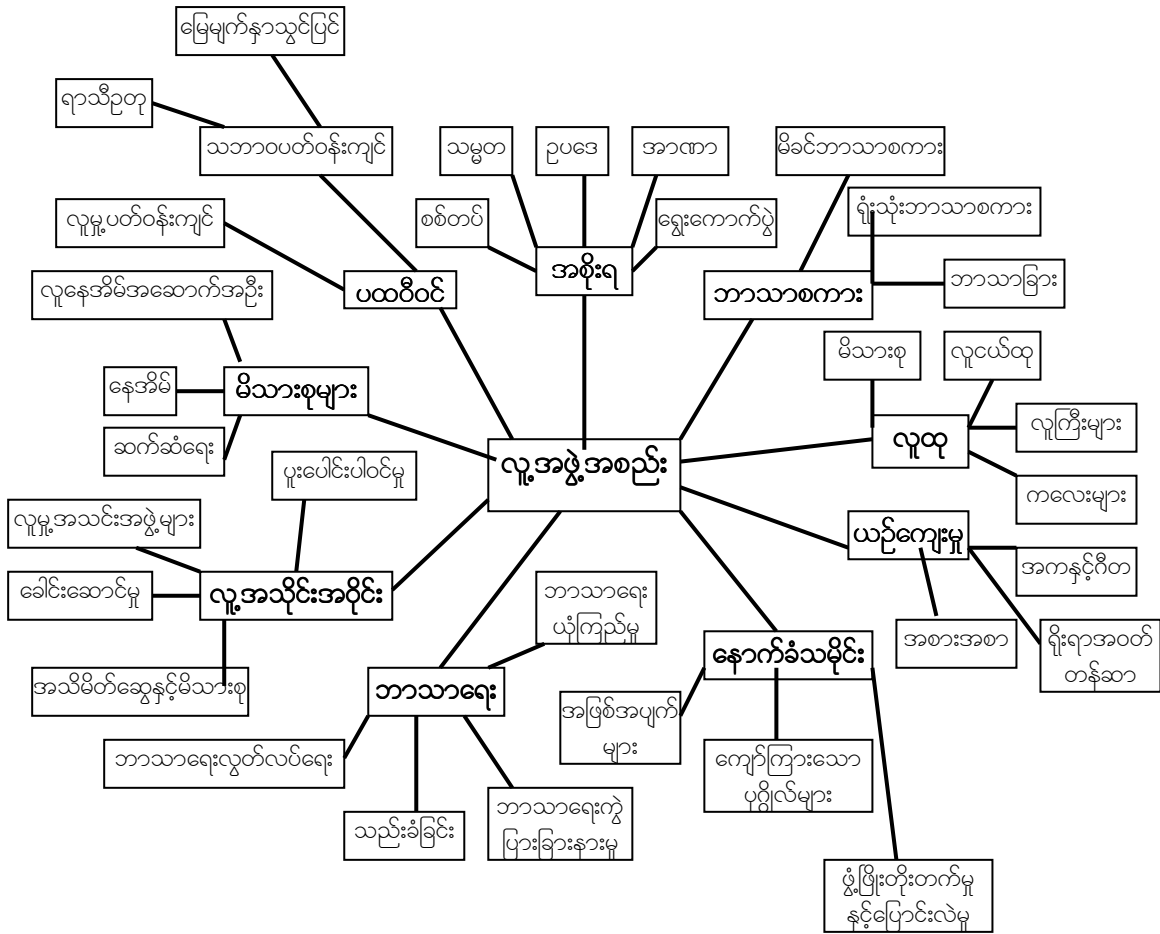 မြေမျက်နှာသွင်ပြင်
ရာသီဥတု
သဘာဝပတ်ဝန်းကျင်
သမ္မတ
ဥပဒေ
အာဏာ
မိခင်ဘာသာစကား
လူမှု့ပတ်ဝန်းကျင်
စစ်တပ်
ရွေးကောက်ပွဲ
ရုံးသုံးဘာသာစကား
လူနေအိမ်အဆောက်အဦး
ပထဝီဝင်
အစိုးရ
ဘာသာစကား
ဘာသာခြား
မိသားစု
လူငယ်ထု
နေအိမ်
မိသားစုများ
လူကြီးများ
ဆက်ဆံရေး
လူထု
ပူးပေါင်းပါဝင်မှု
လူ့အဖွဲ့အစည်း
ကလေးများ
လူမှု့အသင်းအဖွဲ့များ
ယဉ်ကျေးမှု
ခေါင်းဆောင်မှု
လူ့အသိုင်းအဝိုင်း
အကနှင့်ဂီတ
ဘာသာရေး
ယုံကြည်မှု
အစားအစာ
ရိုးရာအဝတ်
တန်ဆာ
နောက်ခံသမိုင်း
အသိမိတ်ဆွေနှင့်မိသားစု
ဘာသာရေး
အဖြစ်အပျက်
များ
ဘာသာရေးလွတ်လပ်ရေး
ကျော်ကြားသော
ပုဂ္ဂိုလ်များ
သည်းခံခြင်း
ဘာသာရေးကွဲ
ပြားခြားနားမှု
ဖွံ့ဖြိုးတိုးတက်မှု
နှင့်ပြောင်းလဲမှု